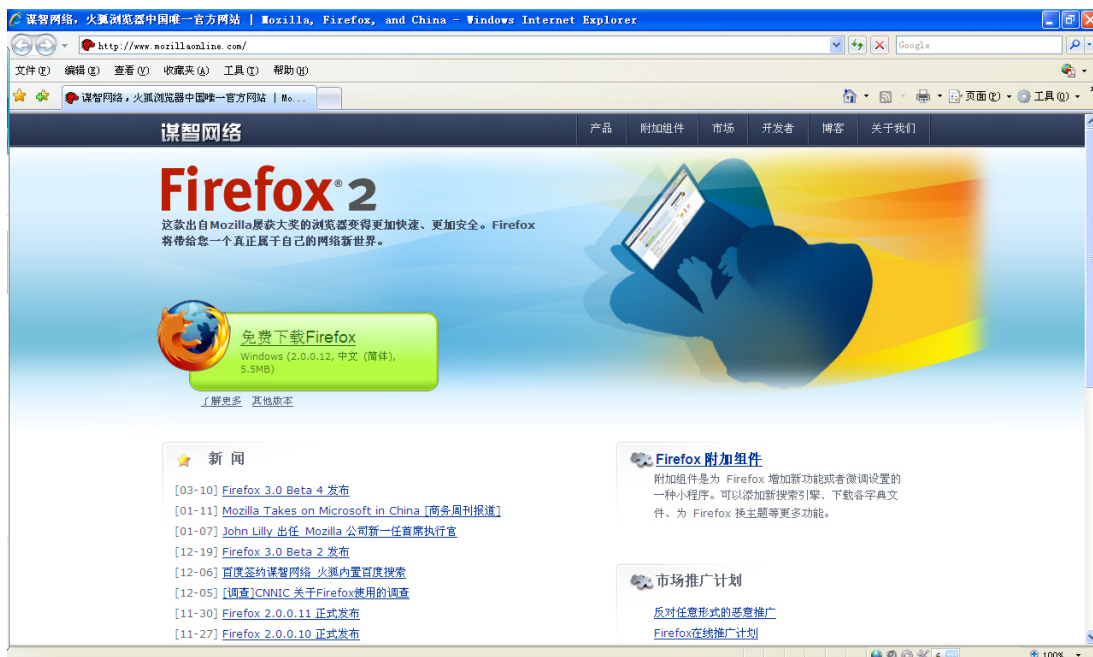 谋智网络，火狐浏览器中国唯一官方网站 | Mozilla, Firefox, and China - Windows Internet Explorer
http://www.mozillaonline.com/
Google
文件(F) 编辑(E) 查看(V) 收藏夹(A) 工具(T) 帮助(H)
谋智网络，火狐浏览器中国唯一官方网站 | Mo...
页面(P) 工具(O)
谋智网络
产品 附加组件 市场 开发者 博客 关于我们
Firefox® 2
这款出自Mozilla屡获大奖的浏览器变得更加快速、更加安全。Firefox
将带给您一个真正属于自己的网络新世界。
免费下载Firefox
Windows (2.0.0.12, 中文 (简体),
5.5MB)
了解更多 其他版本
新 闻
[03-10] Firefox 3.0 Beta 4 发布
[01-11] Mozilla Takes on Microsoft in China [商务周刊报道]
[01-07] John Lilly 出任 Mozilla 公司新一任首席执行官
[12-19] Firefox 3.0 Beta 2 发布
[12-06] 百度签约谋智网络 火狐内置百度搜索
[12-05] [调查]CNNIC 关于Firefox使用的调查
[11-30] Firefox 2.0.0.11 正式发布
[11-27] Firefox 2.0.0.10 正式发布
Firefox 附加组件
附加组件是为 Firefox 增加新功能或者微调设置的
一种小程序。可以添加新搜索引擎、下载各字典文
件、为 Firefox 换主题等更多功能。
市场推广计划
反对任意形式的恶意推广
Firefox在线推广计划
100%